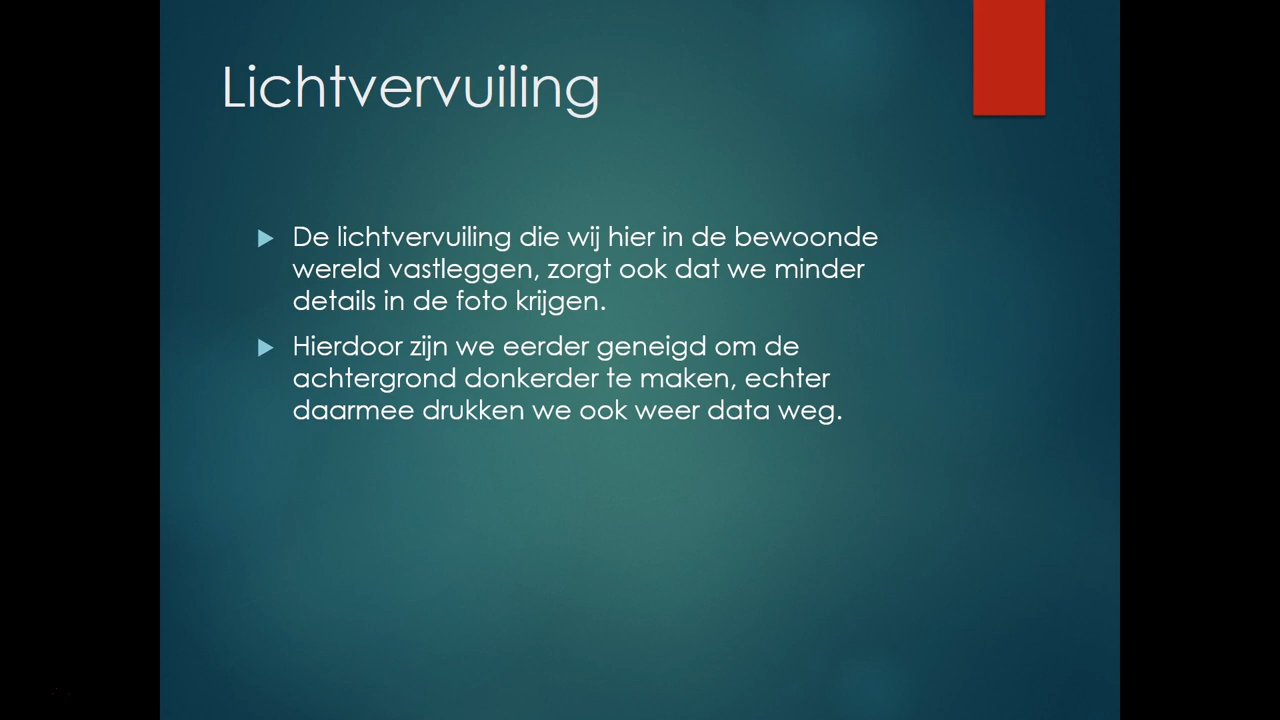 Lichtvervuiling
De lichtvervuiling die wij hier in de bewoonde
wereld vastleggen, zorgt ook dat we minder
details in de foto krijgen.
Hierdoor zijn we eerder geneigd om de
achtergrond donkerder te maken, echter
daarmee drukken we ook weer data weg.